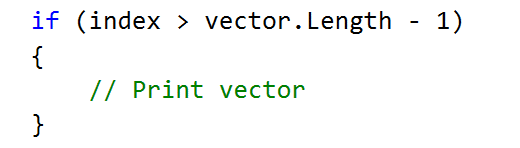 if (index > vector.Length - 1)
{
    // Print vector
}